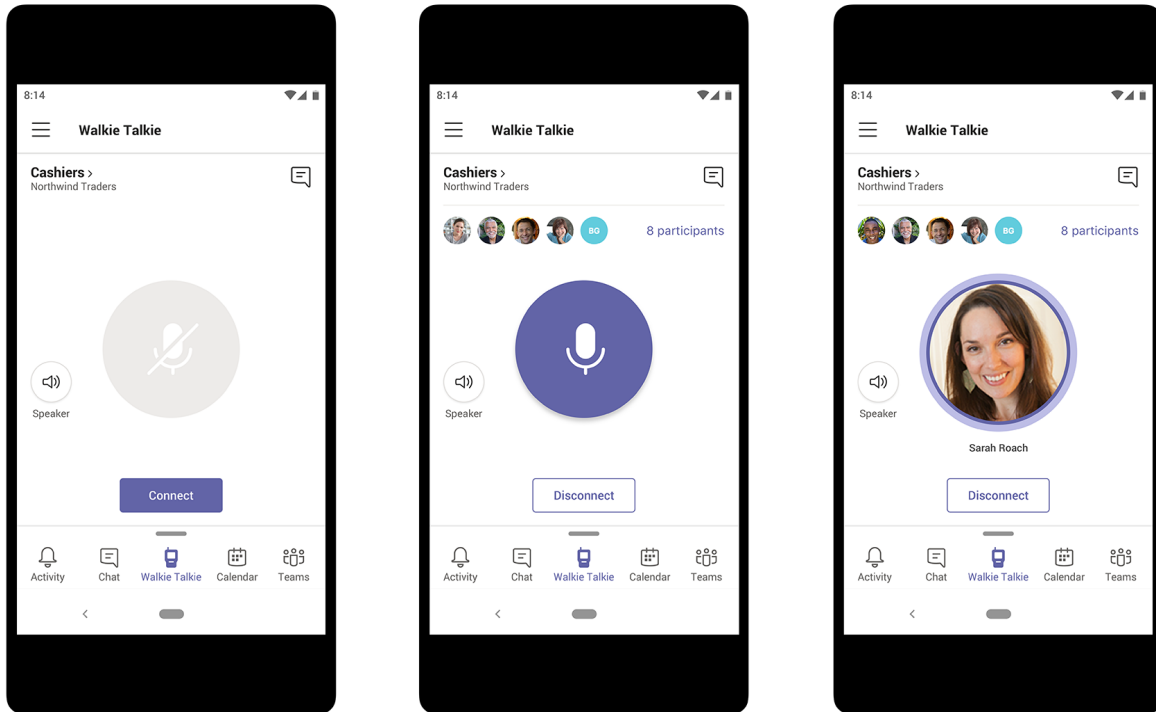 8:14
Walkie Talkie
Cashiers >
Northwind Traders
Speaker
Connect
Activity Chat Walkie Talkie Calendar Teams
8:14
Walkie Talkie
Cashiers >
Northwind Traders
BG 8 participants
Speaker
Disconnect
Activity Chat Walkie Talkie Calendar Teams
8:14
Walkie Talkie
Cashiers >
Northwind Traders
BG 8 participants
Speaker
Sarah Roach
Disconnect
Activity Chat Walkie Talkie Calendar Teams